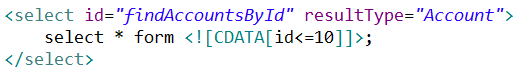 <select id="findAccountsById" resultType="Account">
select * form <![CDATA[id<=10]]>;
</select>